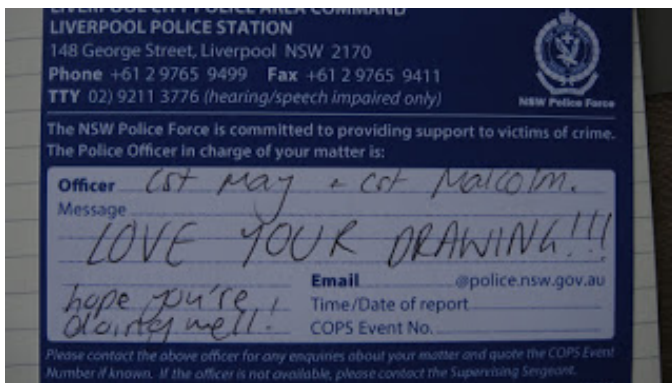 LIVERPOOL CITY POLICE AREA COMMAND
LIVERPOOL POLICE STATION
148 George Street, Liverpool NSW 2170
Phone +61 2 9765 9499 Fax +61 2 9765 9411
TTY 02) 9211 3776 (hearing/speech impaired only)
NSW Police Force
The NSW Police Force is committed to providing support to victims of crime.
The Police Officer in charge of your matter is:
Officer Cst May + Cst Malcolm.
Message
LOVE YOUR DRAWING!!!
hope you're
doing well!
Email @police.nsw.gov.au
Time/Date of report
COPS Event No.
Please contact the above officer for any enquiries about your matter and quote the COPS Event
Number if known. If the officer is not available, please contact the Supervising Sergeant.